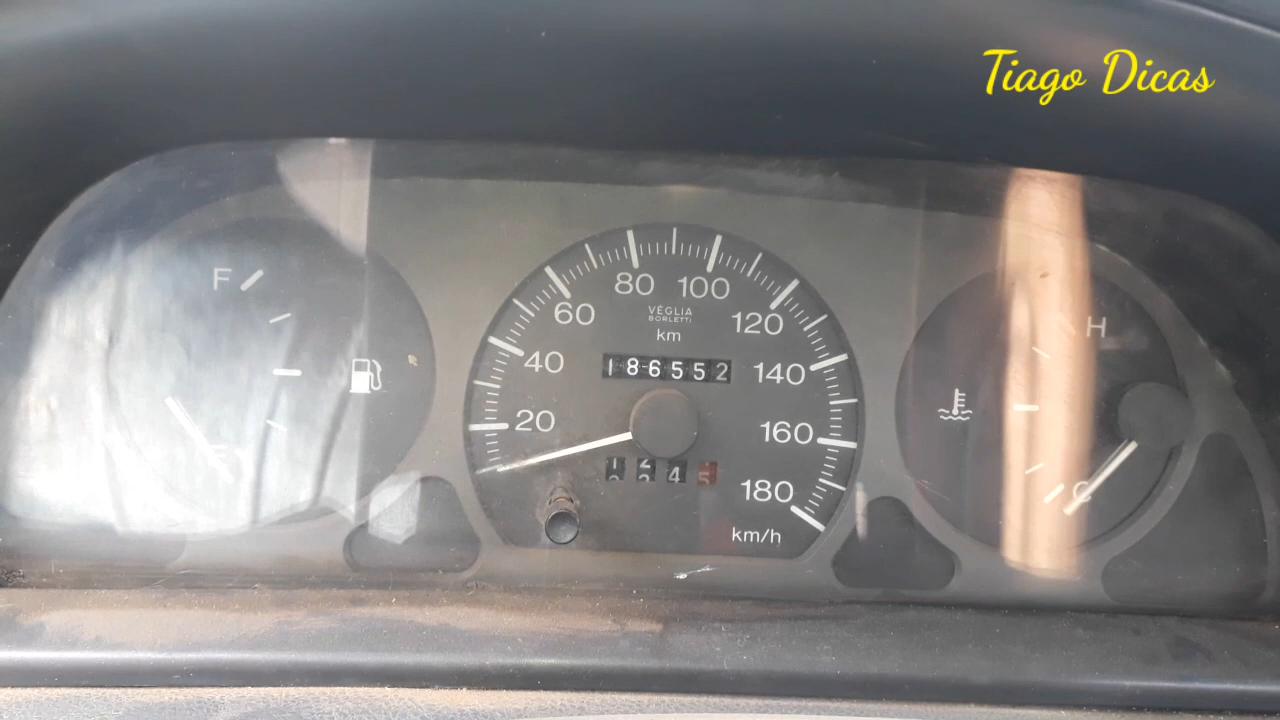 Tiago Dicas
F
80 100
60 120
VEGLIA
BORLETTI
km
186552
40 140
20 160
180
km/h
H
C